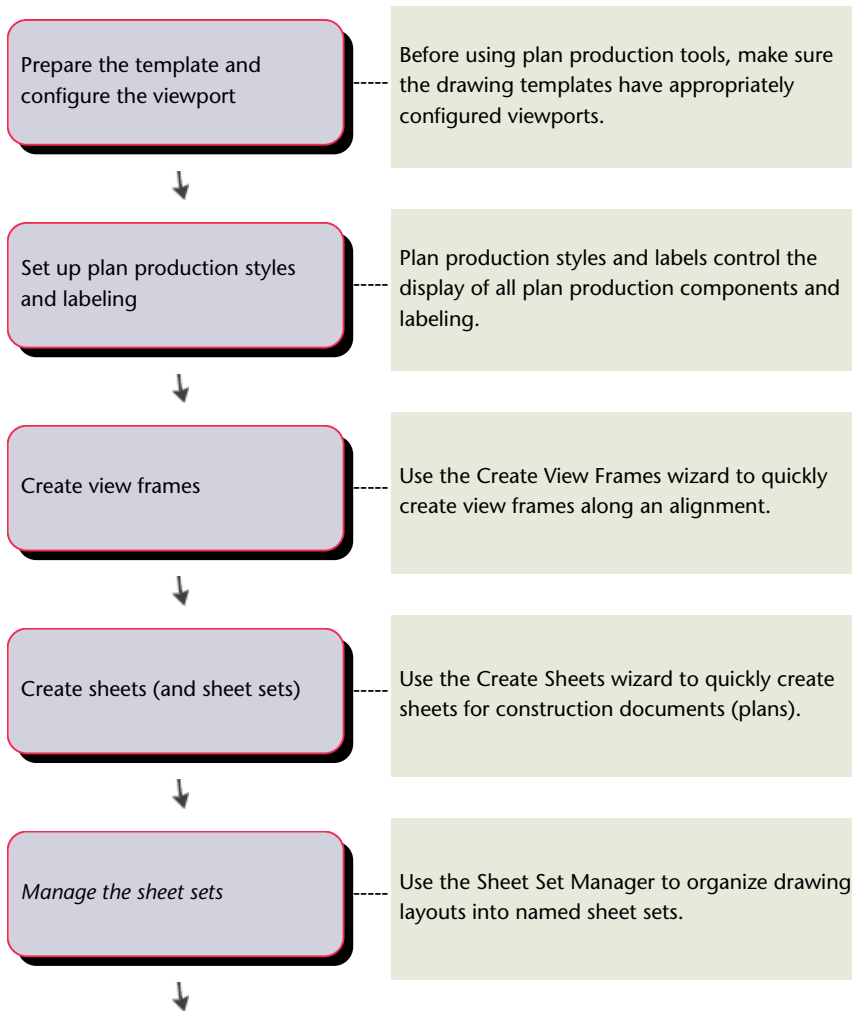 Prepare the template and
configure the viewport
Before using plan production tools, make sure
the drawing templates have appropriately
configured viewports.
Set up plan production styles
and labeling
Plan production styles and labels control the
display of all plan production components and
labeling.
Create view frames
Use the Create View Frames wizard to quickly
create view frames along an alignment.
Create sheets (and sheet sets)
Use the Create Sheets wizard to quickly create
sheets for construction documents (plans).
Manage the sheet sets
Use the Sheet Set Manager to organize drawing
layouts into named sheet sets.